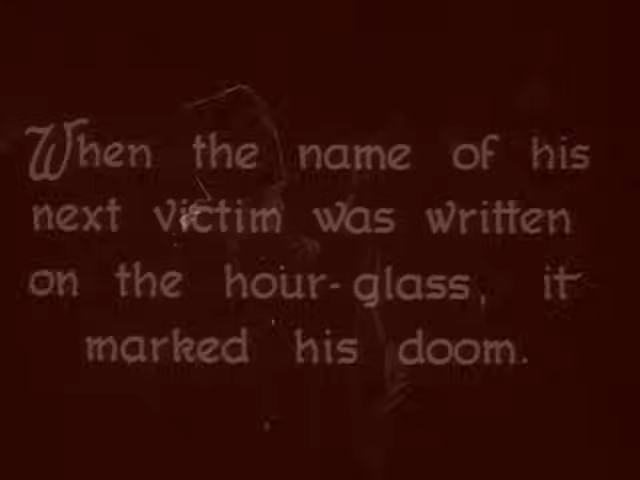 When the name of his
next victim was written
on the hour-glass, it
marked his doom.